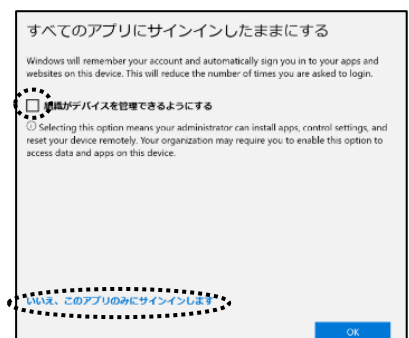 すべてのアプリにサインインしたままにする
Windows will remember your account and automatically sign you in to your apps and
websites on this device. This will reduce the number of times you are asked to login.
組織がデバイスを管理できるようにする
Selecting this option means your administrator can install apps, control settings, and
reset your device remotely. Your organization may require you to enable this option to
access data and apps on this device.
いいえ、このアプリのみにサインインします
OK